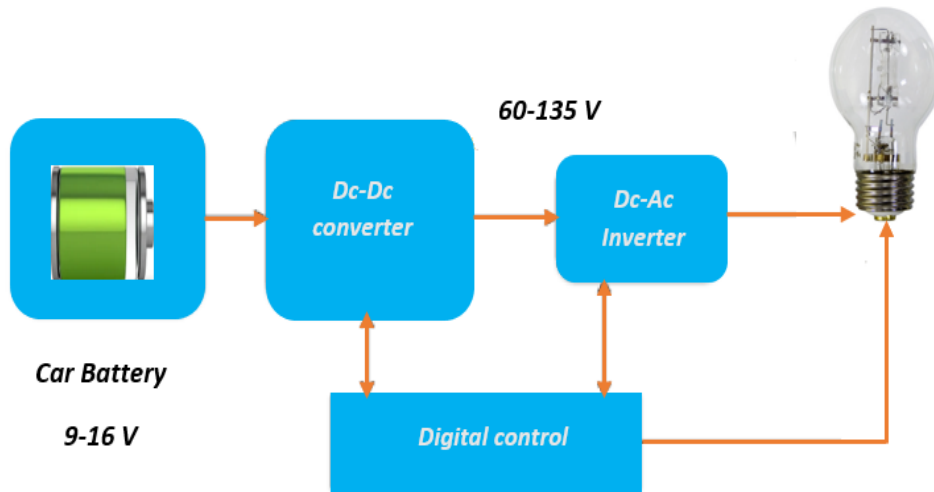 60-135 V
Dc-Dc
converter
Dc-Ac
Inverter
Car Battery
9-16 V
Digital control